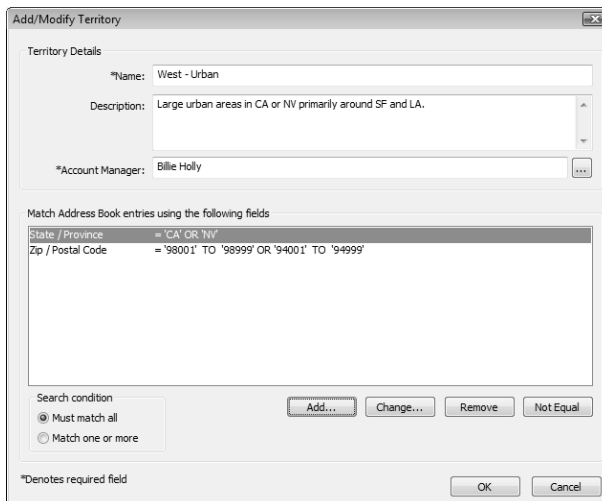 Add/Modify Territory
Territory Details
*Name: West - Urban
Description: Large urban areas in CA or NV primarily around SF and LA.
*Account Manager: Billie Holly ...
Match Address Book entries using the following fields
State / Province = 'CA' OR 'NV'
Zip / Postal Code = '98001' TO '98999' OR '94001' TO '94999'
Search condition
Must match all
Match one or more
Add... Change... Remove Not Equal
*Denotes required field
OK Cancel